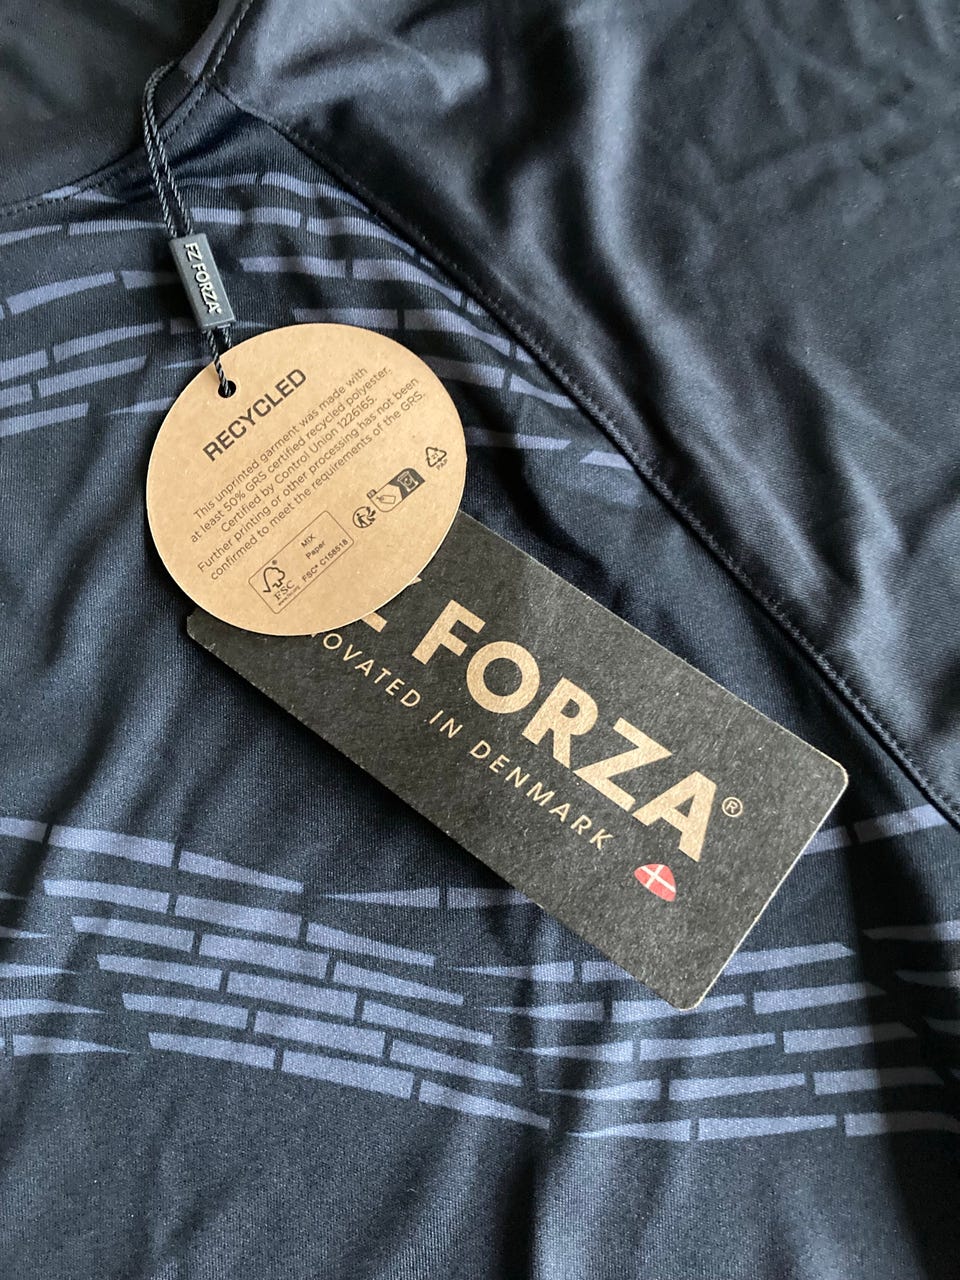 FZ FORZA
RECYCLED
This unprinted garment was made with
at least 50% GRS certified recycled polyester.
Certified by Control Union 1226165.
Further printing or other processing has not been
confirmed to meet the requirements of the GRS.
FSC
MIX
Paper
FSC® C158518
PAP
FORZA®
OVATED IN DENMARK